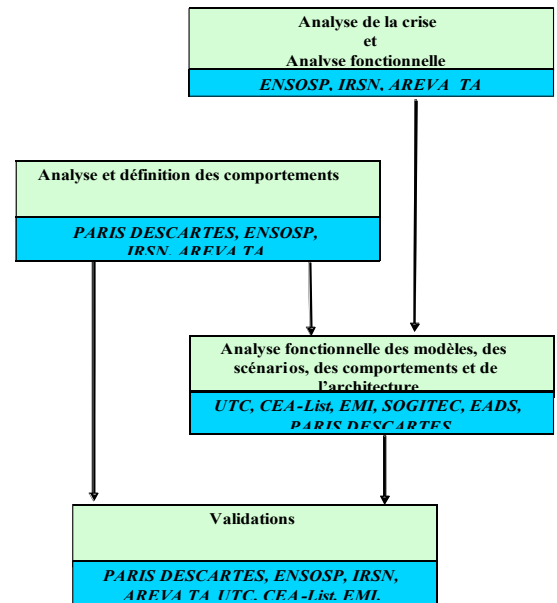 Analyse de la crise
et
Analyse fonctionnelle
ENSOSP, IRSN, AREVA TA
Analyse et définition des comportements
PARIS DESCARTES, ENSOSP,
IRSN, AREVA TA
Analyse fonctionnelle des modèles, des
scénarios, des comportements et de
l'architecture
UTC, CEA-List, EMI, SOGITEC, EADS,
PARIS DESCARTES
Validations
PARIS DESCARTES, ENSOSP, IRSN,
AREVA TA, UTC, CEA-List, EMI,